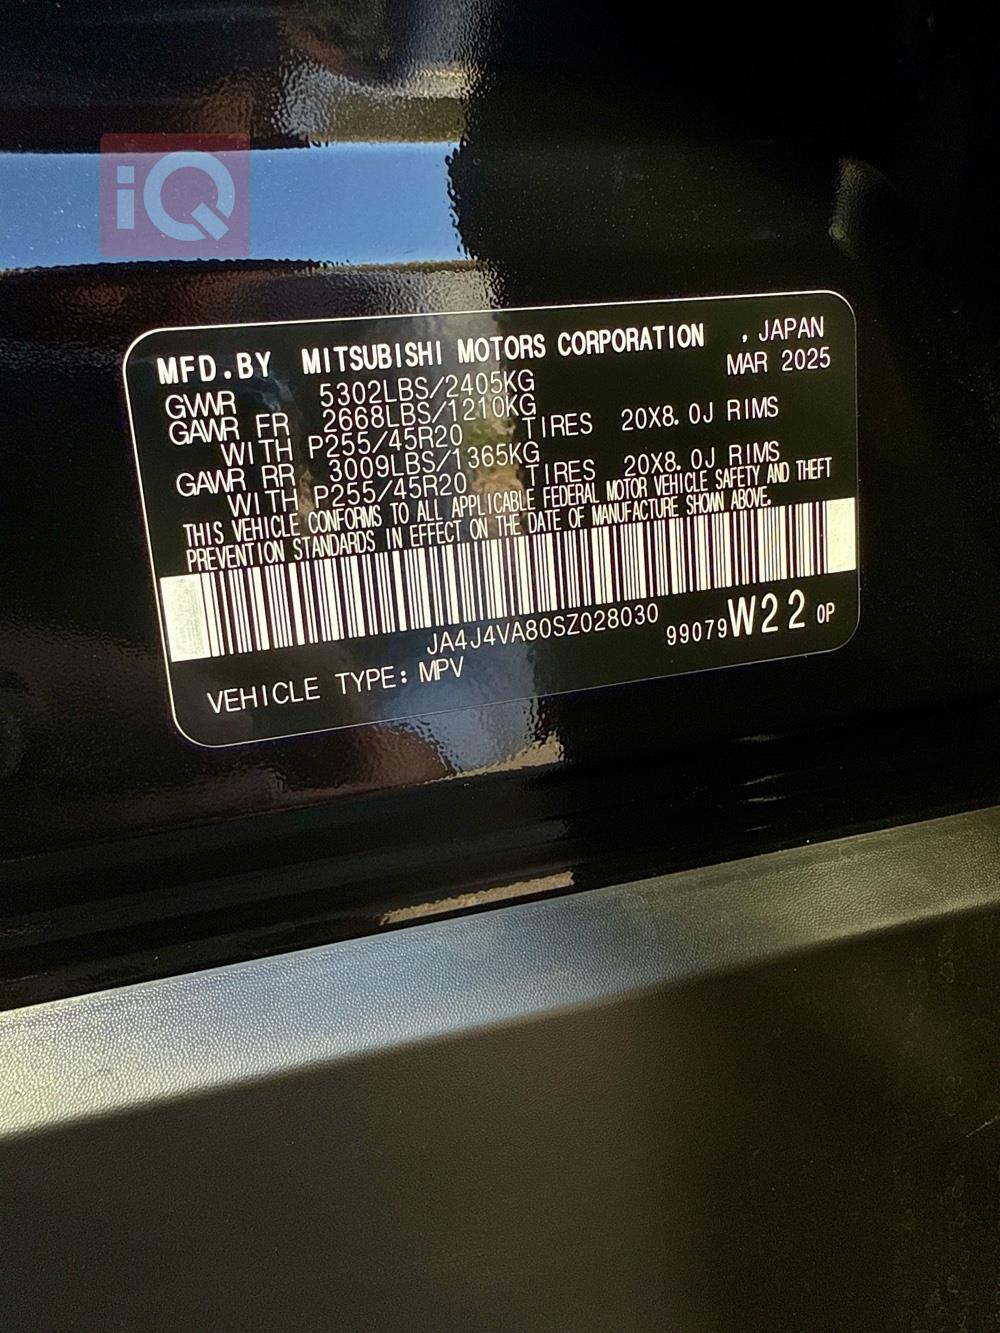 iQ
MFD.BY MITSUBISHI MOTORS CORPORATION , JAPAN
GVWR 5302LBS/2405KG MAR 2025
GAWR FR 2668LBS/1210KG
WITH P255/45R20 TIRES 20X8.0J RIMS
GAWR RR 3009LBS/1365KG
WITH P255/45R20 TIRES 20X8.0J RIMS
THIS VEHICLE CONFORMS TO ALL APPLICABLE FEDERAL MOTOR VEHICLE SAFETY AND THEFT
PREVENTION STANDARDS IN EFFECT ON THE DATE OF MANUFACTURE SHOWN ABOVE.
JA4J4VA80SZ028030 99079W22 0P
VEHICLE TYPE: MPV